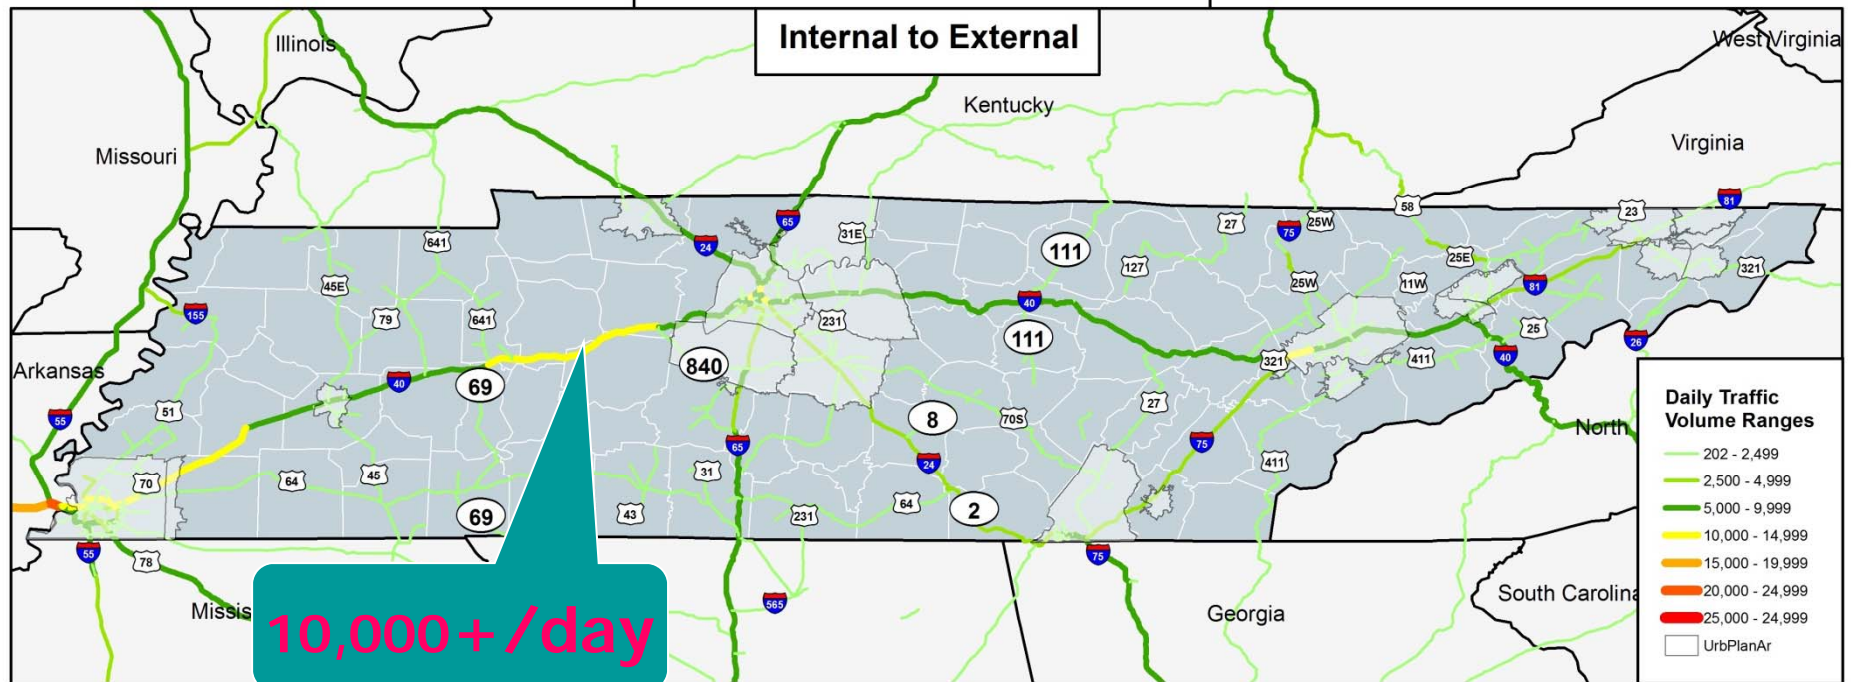 Internal to External
Illinois
West Virginia
Kentucky
Missouri
Virginia
81
23
58
65
27
25W
75
31E
641
24
111
25E
127
321
45E
25W
11W
81
40
155
79
641
231
111
25
26
840
321
411
40
Arkansas
69
40
51
55
27
8
70S
North
65
75
24
411
31
70
64
45
64
2
69
43
231
55
78
75
565
Missis
Georgia
South Carolina
10,000+/day
Daily Traffic
Volume Ranges
202 - 2,499
2,500 - 4,999
5,000 - 9,999
10,000 - 14,999
15,000 - 19,999
20,000 - 24,999
25,000 - 24,999
UrbPlanAr